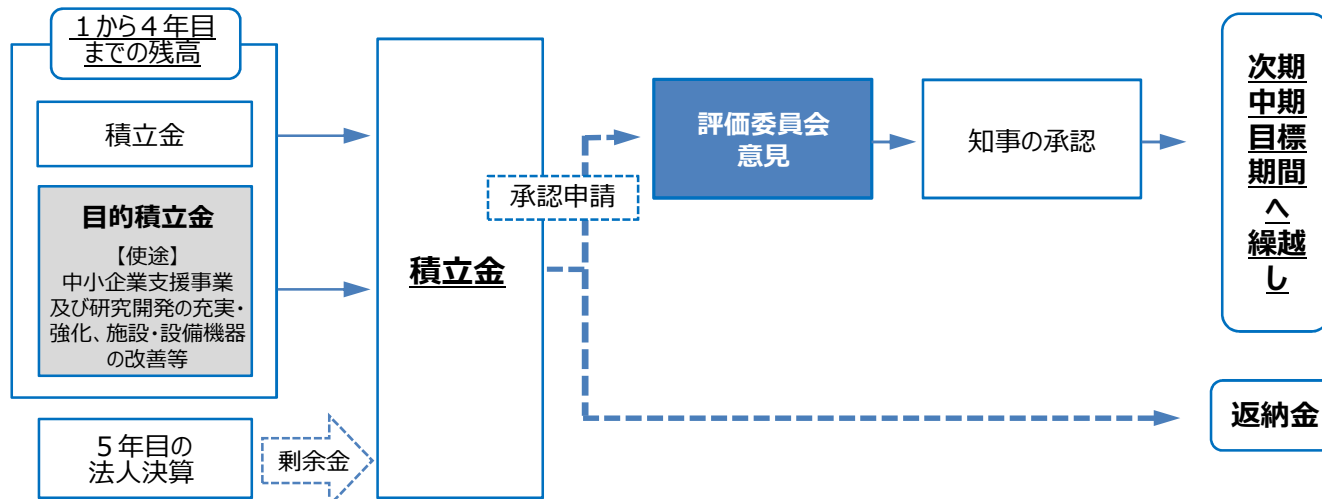 １から４年目
までの残高
積立金
目的積立金
【使途】
中小企業支援事業
及び研究開発の充実・
強化、施設・設備機器
の改善等
５年目の
法人決算
剰余金
積立金
承認申請
評価委員会
意見
知事の承認
次期
中期
目標
期間
へ
繰越
し
返納金